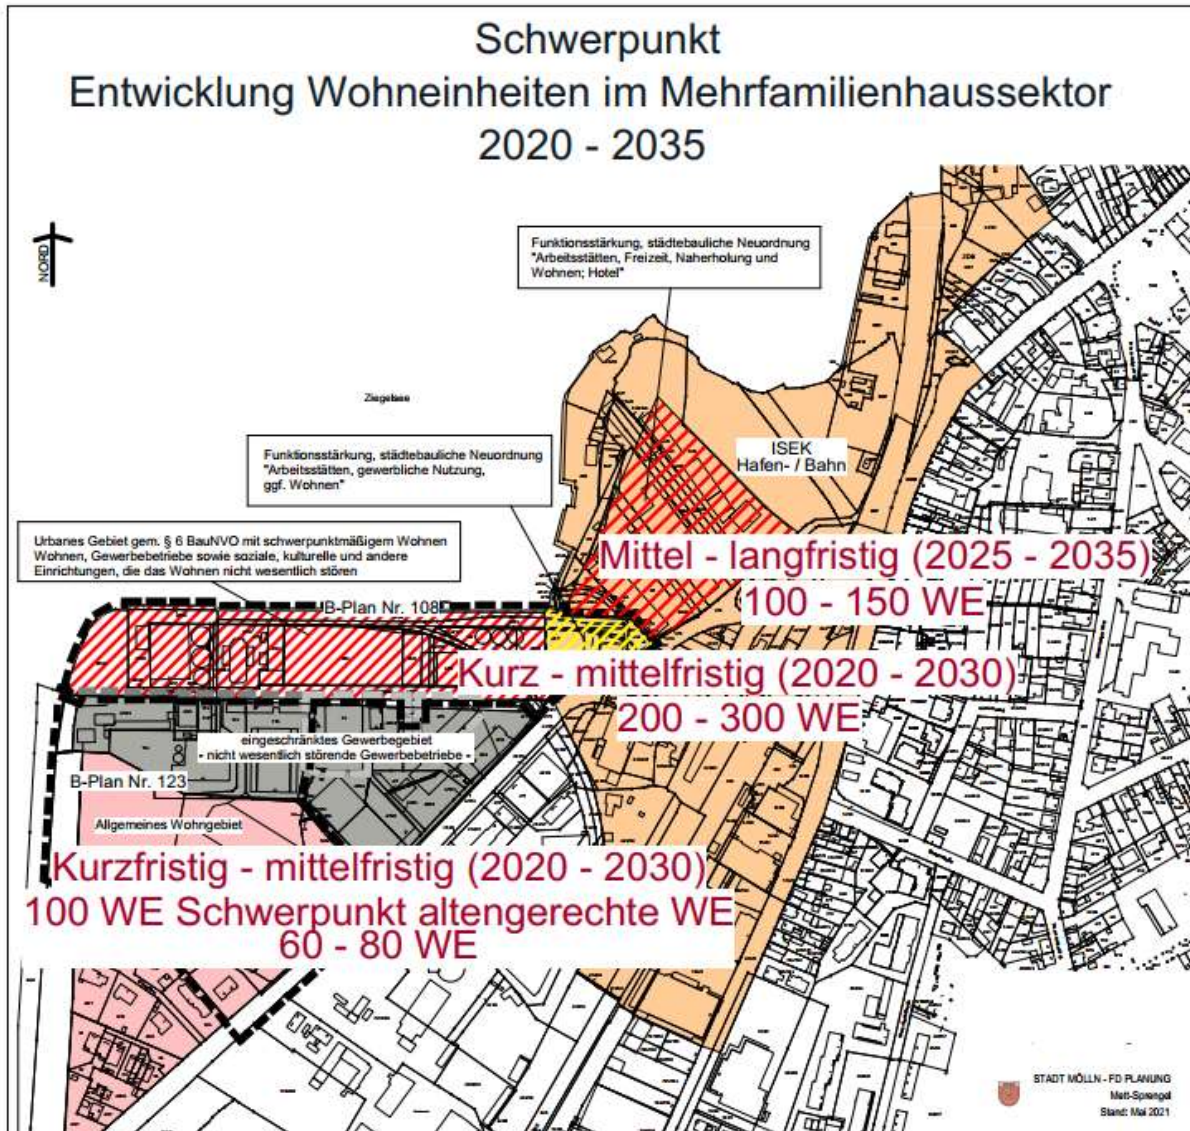 Schwerpunkt
Entwicklung Wohneinheiten im Mehrfamilienhaussektor
2020 - 2035
NORD
Funktionsstärkung, städtebauliche Neuordnung
"Arbeitsstätten, Freizeit, Naherholung und
Wohnen; Hotel"
Ziegelsee
ISEK
Hafen- / Bahn
Funktionsstärkung, städtebauliche Neuordnung
"Arbeitsstätten, gewerbliche Nutzung,
ggf. Wohnen"
Urbanes Gebiet gem. § 6 BauNVO mit schwerpunktmäßigem Wohnen
Wohnen, Gewerbebetriebe sowie soziale, kulturelle und andere
Einrichtungen, die das Wohnen nicht wesentlich stören
Mittel - langfristig (2025 - 2035)
100 - 150 WE
B-Plan Nr. 108
Kurz - mittelfristig (2020 - 2030)
200 - 300 WE
eingeschränktes Gewerbegebiet
- nicht wesentlich störende Gewerbebetriebe -
B-Plan Nr. 123
Allgemeines Wohngebiet
Kurzfristig - mittelfristig (2020 - 2030)
100 WE Schwerpunkt altengerechte WE
60 - 80 WE
STADT MÖLLN - FD PLANUNG
Mett-Sprengel
Stand: Mai 2021